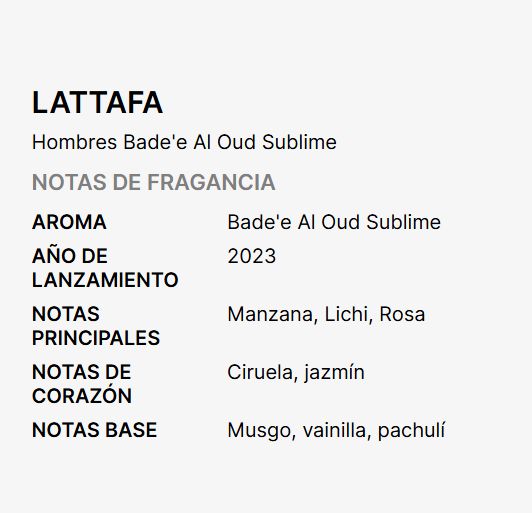 LATTAFA
Hombres Bade'e Al Oud Sublime
NOTAS DE FRAGANCIA
AROMA Bade'e Al Oud Sublime
AÑO DE 2023
LANZAMIENTO
NOTAS Manzana, Lichi, Rosa
PRINCIPALES
NOTAS DE Ciruela, jazmín
CORAZÓN
NOTAS BASE Musgo, vainilla, pachulí